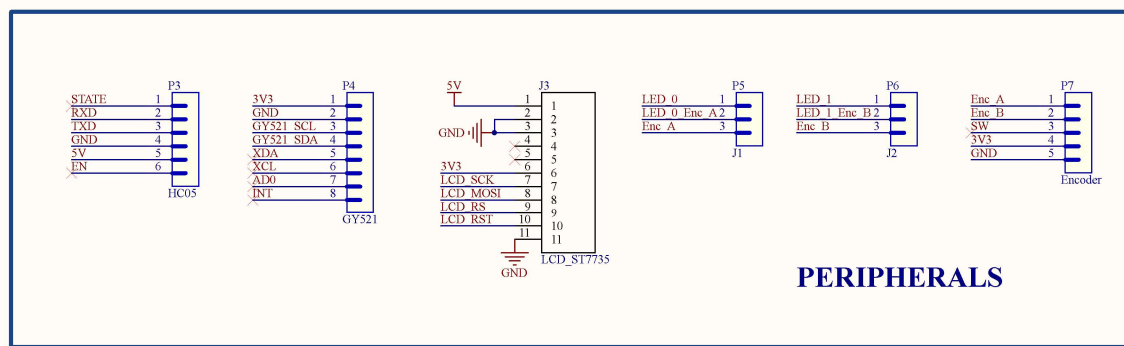 P3
STATE 1
RXD 2
TXD 3
GND 4
5V 5
EN 6
HC05
P4
3V3 1
GND 2
GY521_SCL 3
GY521_SDA 4
XDA 5
XCL 6
AD0 7
INT 8
GY521
5V
J3
1 1
2 2
GND 3 3
4 4
5 5
3V3 6 6
LCD_SCK 7 7
LCD_MOSI 8 8
LCD_RS 9 9
LCD_RST 10 10
11 11
GND
LCD_ST7735
P5
LED_0 1
LED_0_Enc_A 2
Enc_A 3
J1
P6
LED_1 1
LED_1_Enc_B 2
Enc_B 3
J2
P7
Enc_A 1
Enc_B 2
SW 3
3V3 4
GND 5
Encoder
PERIPHERALS